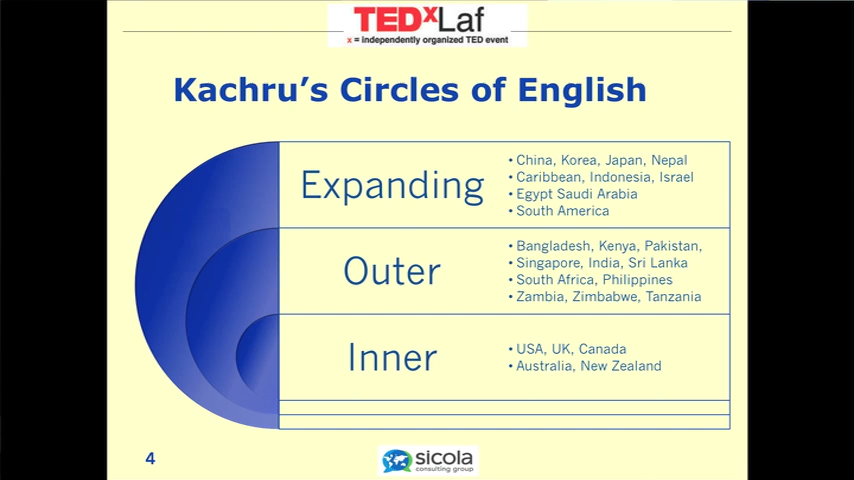 TEDxLaf
x = independently organized TED event
Kachru's Circles of English
Expanding
• China, Korea, Japan, Nepal
• Caribbean, Indonesia, Israel
• Egypt Saudi Arabia
• South America
Outer
• Bangladesh, Kenya, Pakistan,
• Singapore, India, Sri Lanka
• South Africa, Philippines
• Zambia, Zimbabwe, Tanzania
Inner
• USA, UK, Canada
• Australia, New Zealand
4
sicola
consulting group